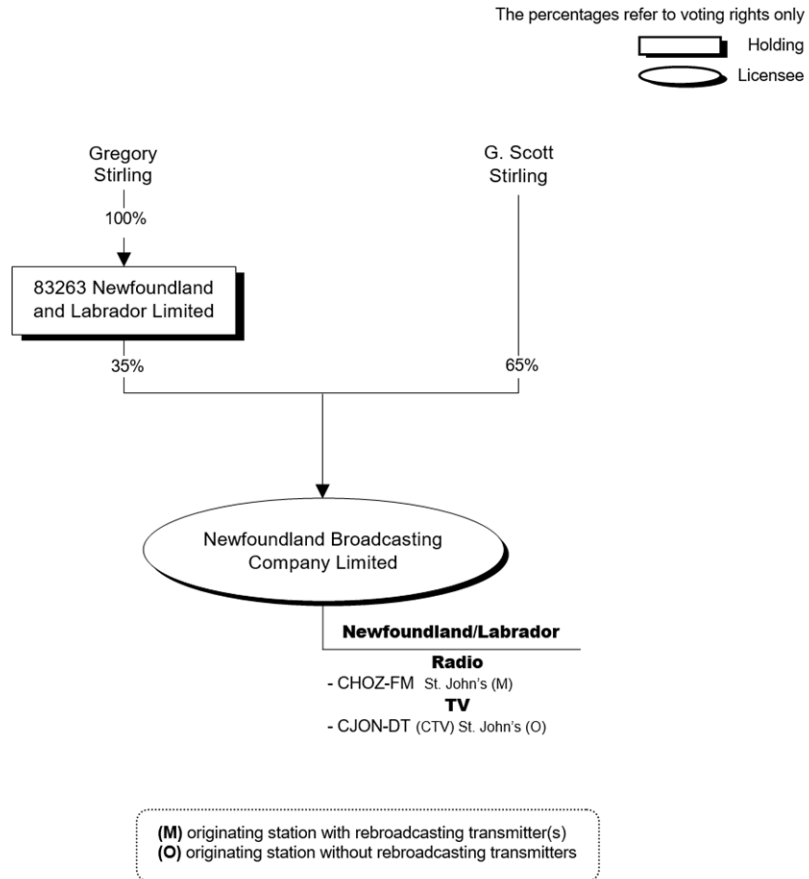 The percentages refer to voting rights only
Holding
Licensee
Gregory
Stirling
G. Scott
Stirling
100%
83263 Newfoundland
and Labrador Limited
35%
65%
Newfoundland Broadcasting
Company Limited
Newfoundland/Labrador
Radio
- CHOZ-FM St. John's (M)
TV
- CJON-DT (CTV) St. John's (O)
(M) originating station with rebroadcasting transmitter(s)
(O) originating station without rebroadcasting transmitters